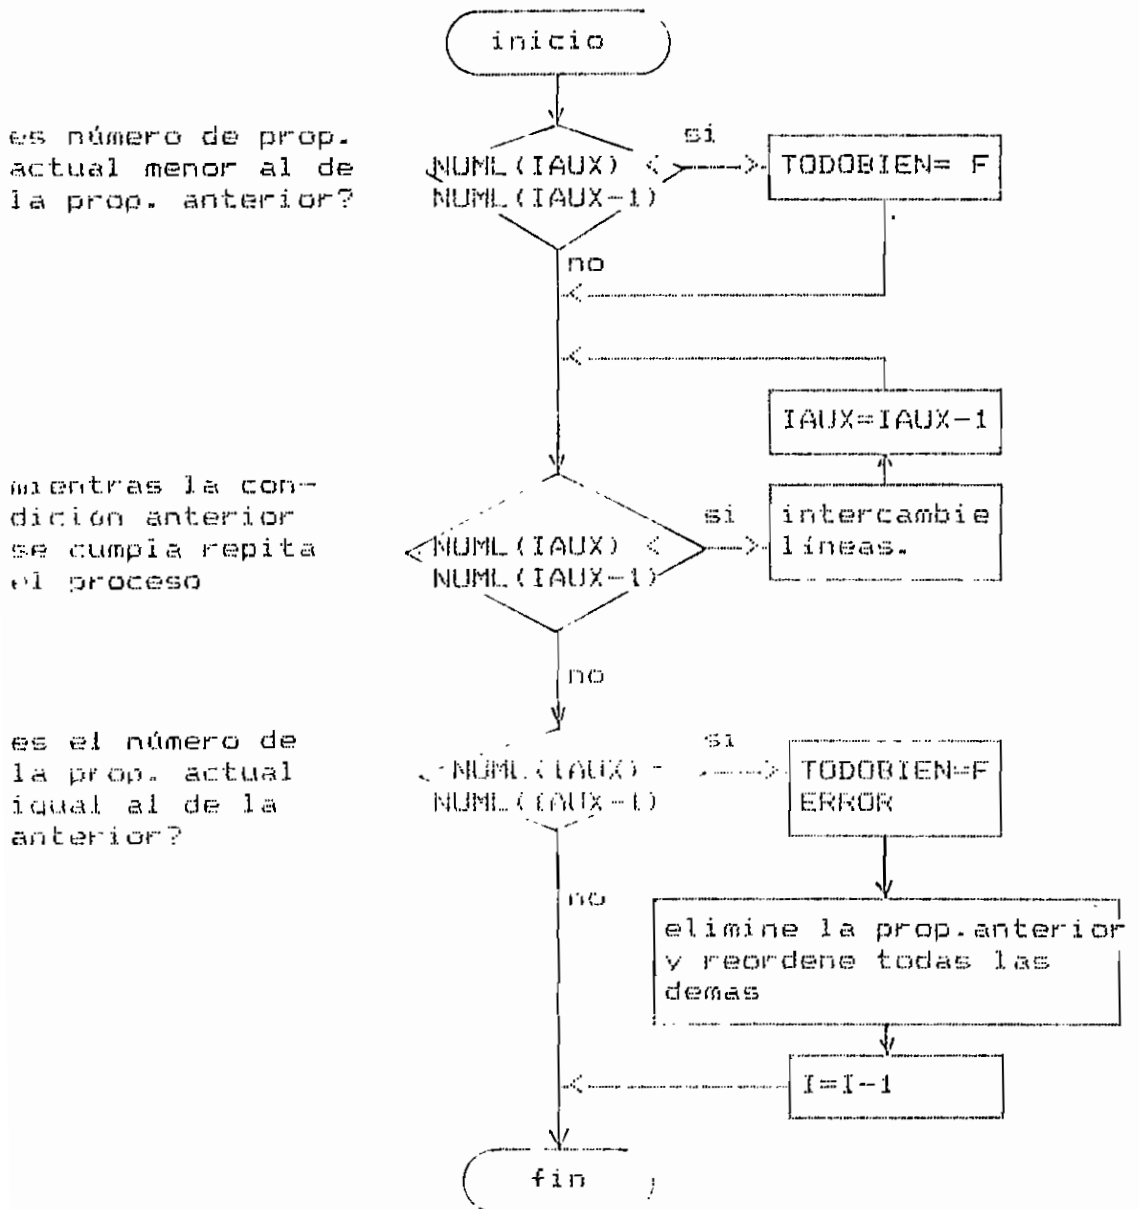 inicio
es número de prop.
actual menor al de
la prop. anterior?
NUML(IAUX) <
NUML(IAUX-1)
si
TODOBIEN= F
no
IAUX=IAUX-1
mientras la con-
dición anterior
se cumpla repita
el proceso
NUML(IAUX) <
NUML(IAUX-1)
si
intercambie
líneas.
no
es el número de
la prop. actual
igual al de la
anterior?
NUML(IAUX) =
NUML(IAUX-1)
si
TODOBIEN=F
ERROR
no
elimine la prop.anterior
y reordene todas las
demas
I=I-1
fin